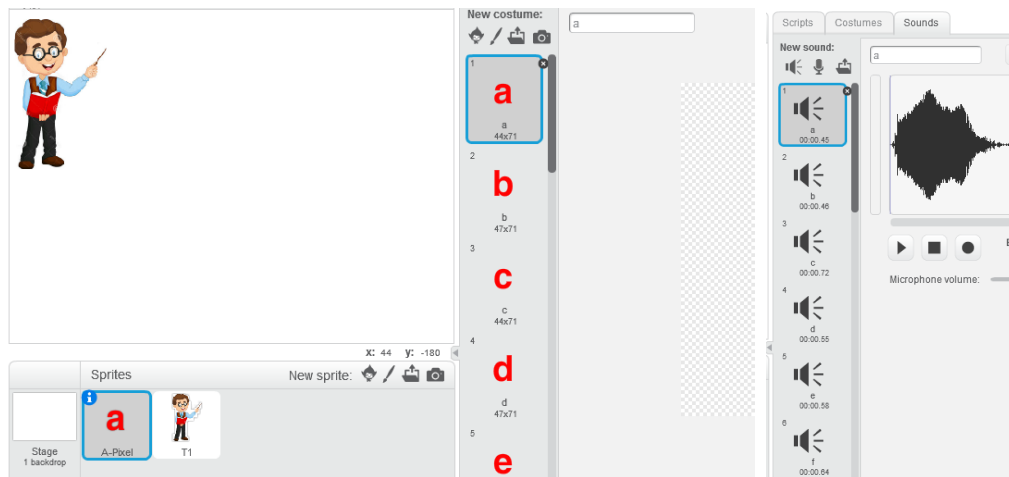 x: 44 y: -180
Sprites
New sprite:
a
A-Pixel
T1
Stage
1 backdrop
New costume:
a
1
a
a
44x71
2
b
b
47x71
3
c
c
44x71
4
d
d
47x71
5
e
Scripts
Costumes
Sounds
New sound:
a
1
a
00:00.45
2
b
00:00.46
3
c
00:00.72
4
d
00:00.55
5
e
00:00.58
6
f
00:00.64
Microphone volume: